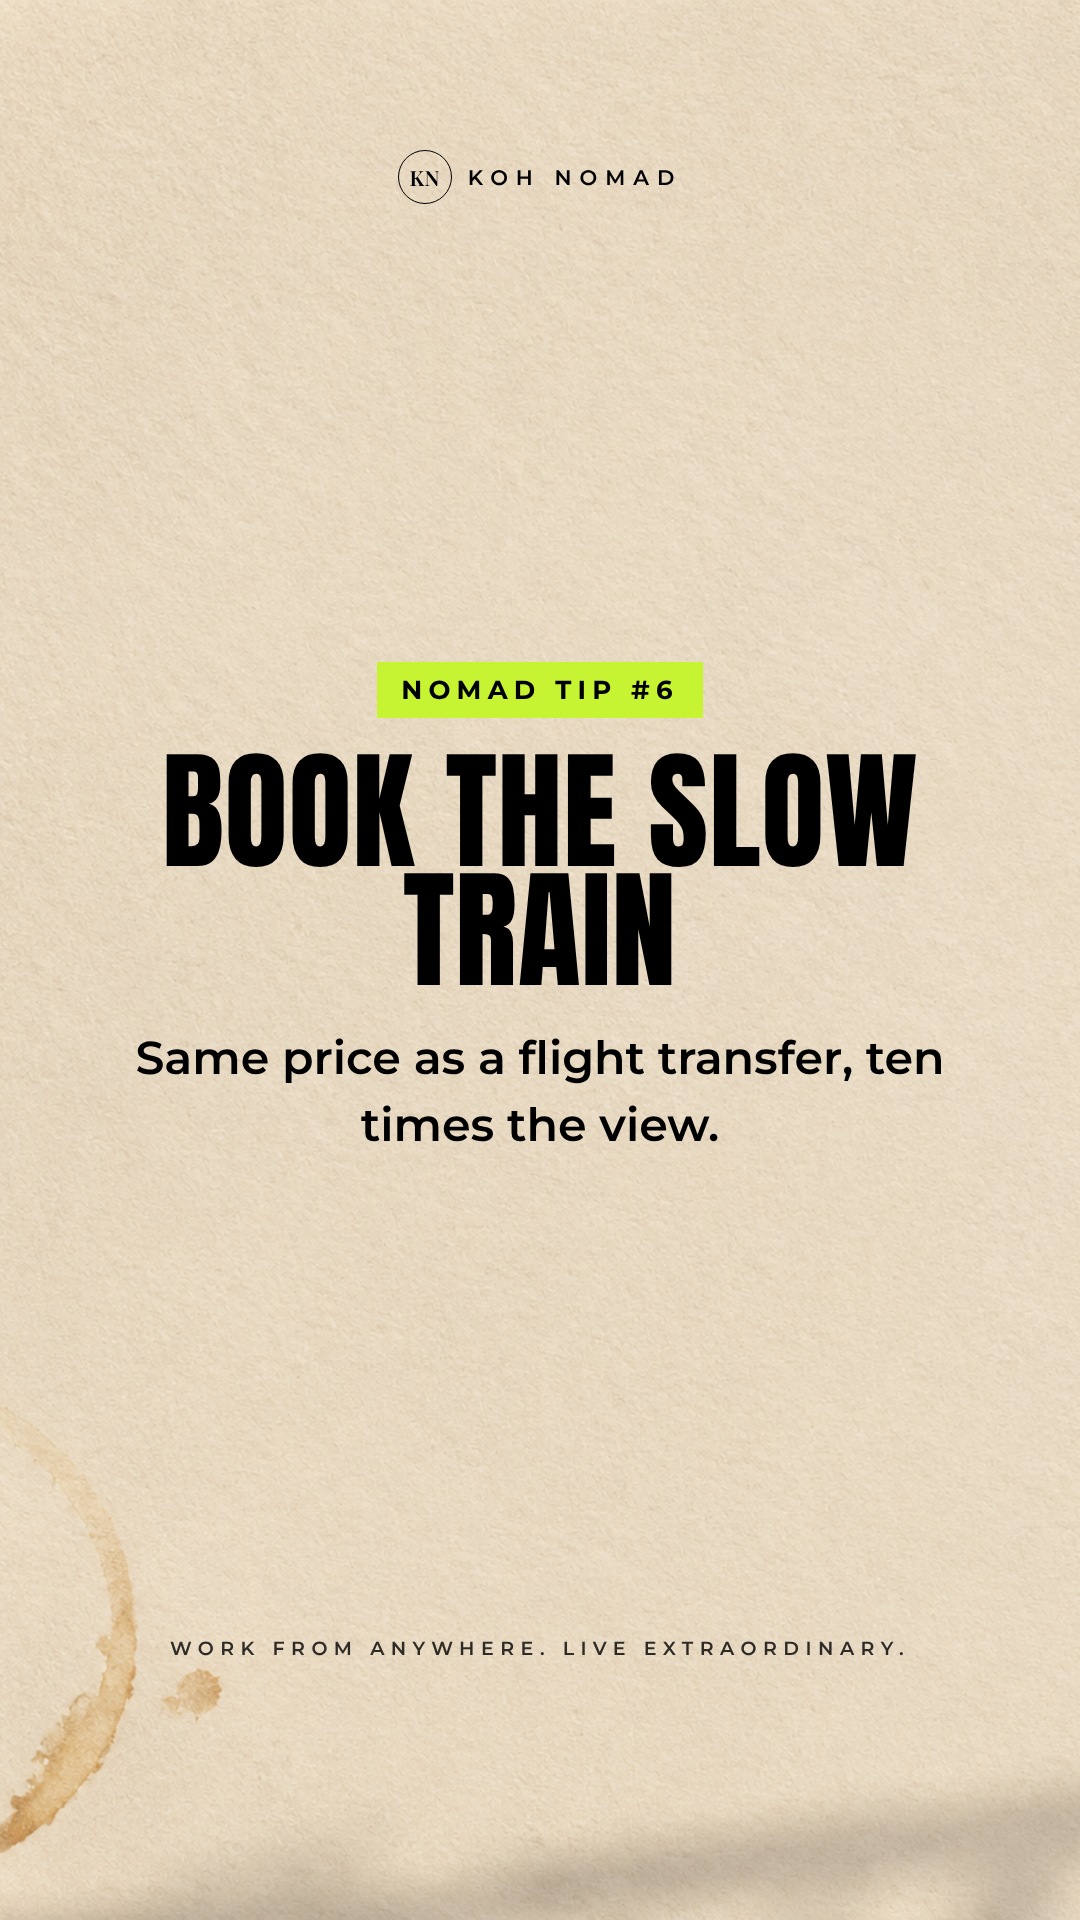 KN KOH NOMAD
NOMAD TIP #6
BOOK THE SLOW
TRAIN
Same price as a flight transfer, ten
times the view.
WORK FROM ANYWHERE. LIVE EXTRAORDINARY.